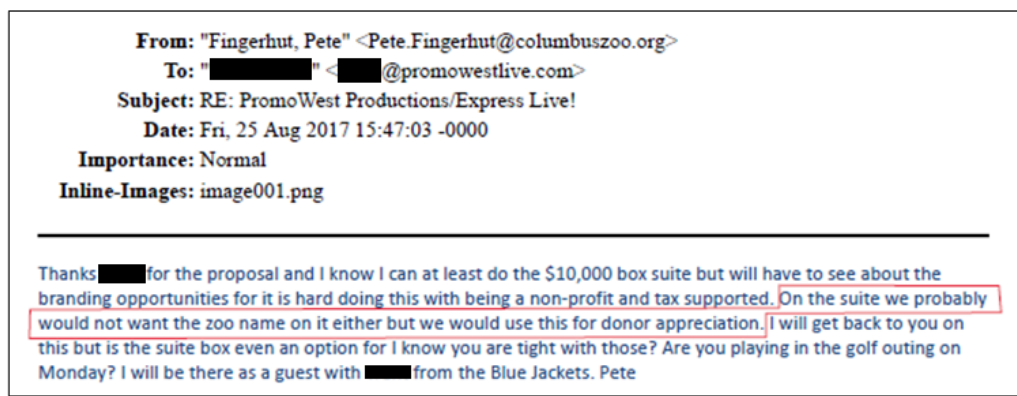 From: "Fingerhut, Pete" <Pete.Fingerhut@columbuszoo.org>
To: "" <@promowestlive.com>
Subject: RE: PromoWest Productions/Express Live!
Date: Fri, 25 Aug 2017 15:47:03 -0000
Importance: Normal
Inline-Images: image001.png
Thanks for the proposal and I know I can at least do the $10,000 box suite but will have to see about the
branding opportunities for it is hard doing this with being a non-profit and tax supported. On the suite we probably
would not want the zoo name on it either but we would use this for donor appreciation. I will get back to you on
this but is the suite box even an option for I know you are tight with those? Are you playing in the golf outing on
Monday? I will be there as a guest with from the Blue Jackets. Pete